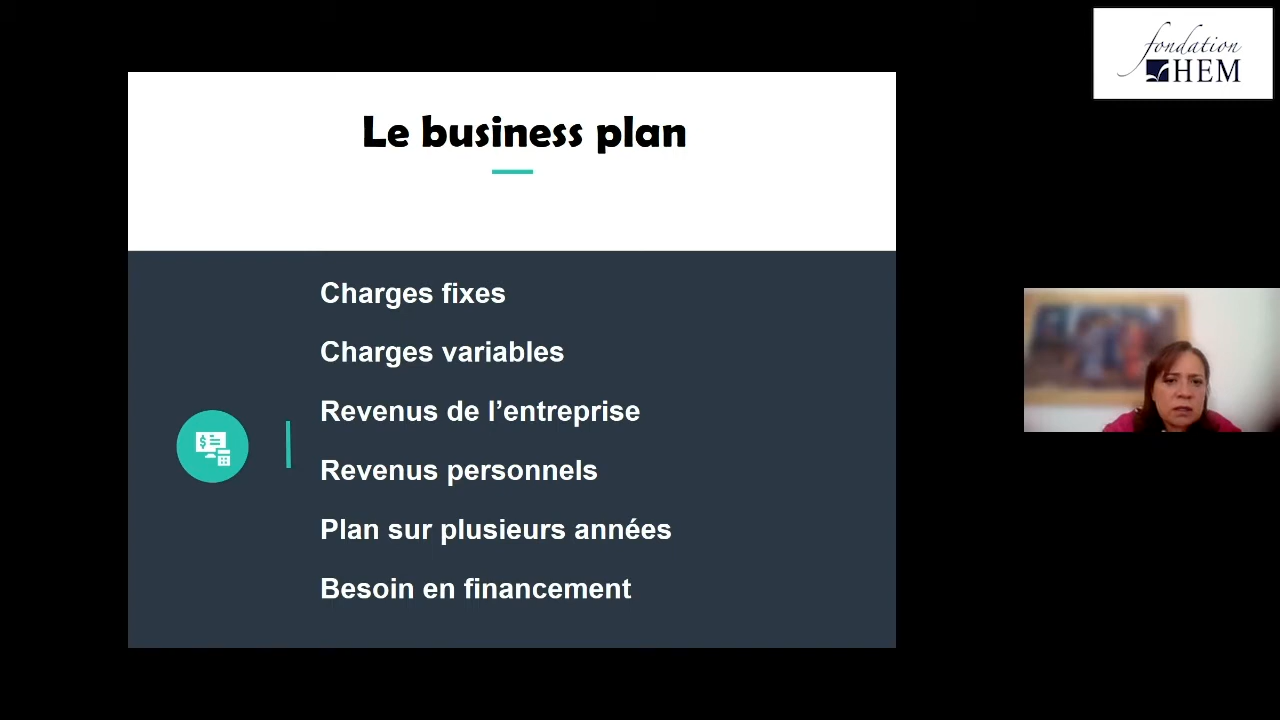 fondation
HEM
Le business plan
Charges fixes
Charges variables
Revenus de l’entreprise
Revenus personnels
Plan sur plusieurs années
Besoin en financement